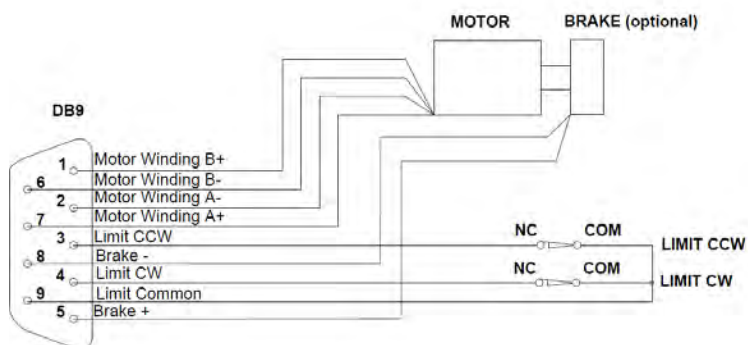 MOTOR BRAKE (optional)
DB9
1 Motor Winding B+
6 Motor Winding B-
2 Motor Winding A-
7 Motor Winding A+
3 Limit CCW NC COM LIMIT CCW
8 Brake -
4 Limit CW NC COM LIMIT CW
9 Limit Common
5 Brake +